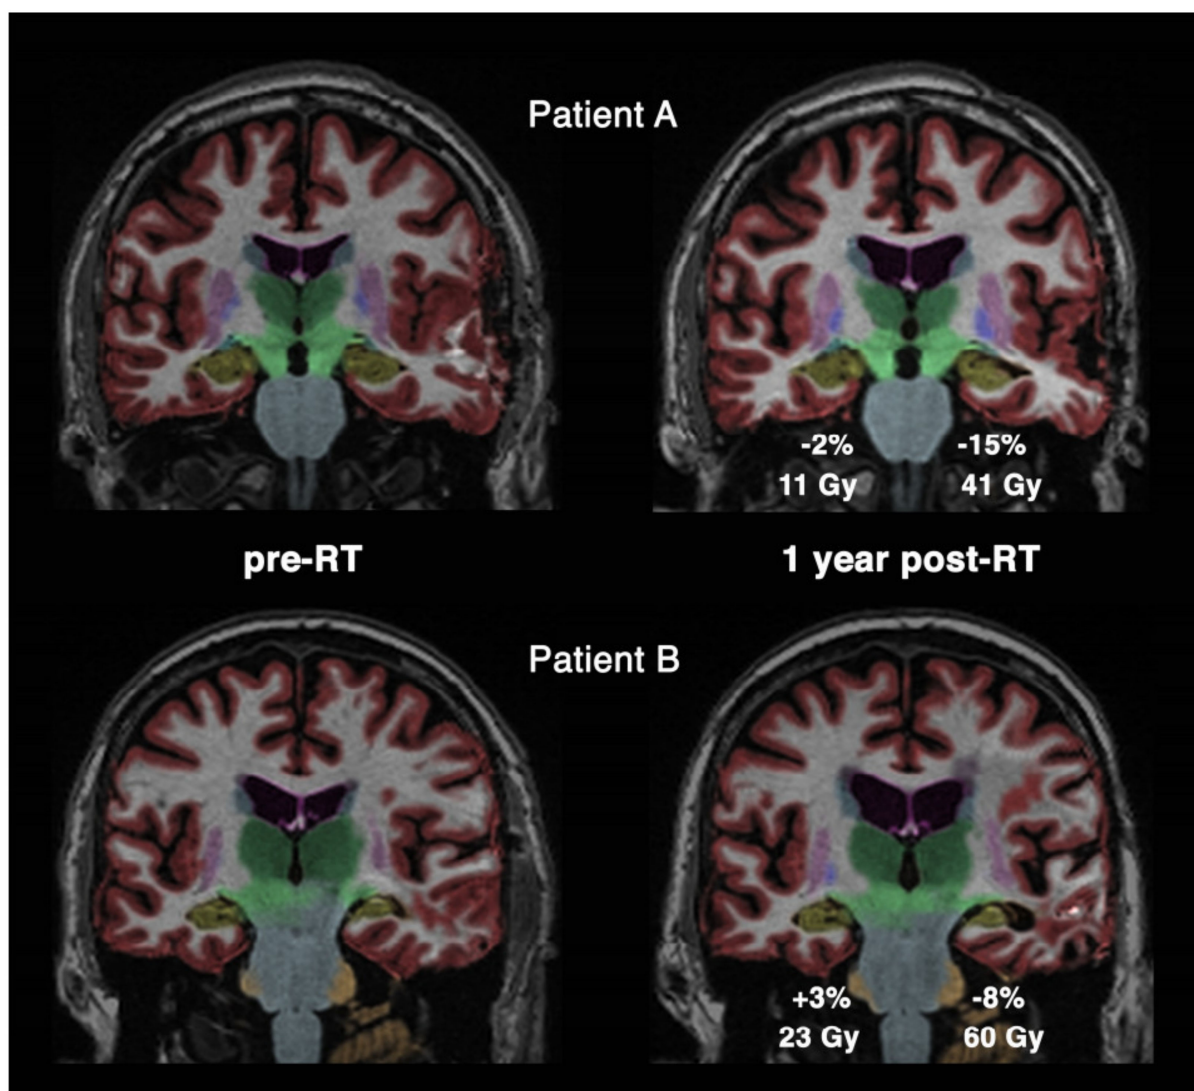 Patient A
-2% -15%
11 Gy 41 Gy
pre-RT 1 year post-RT
Patient B
+3% -8%
23 Gy 60 Gy